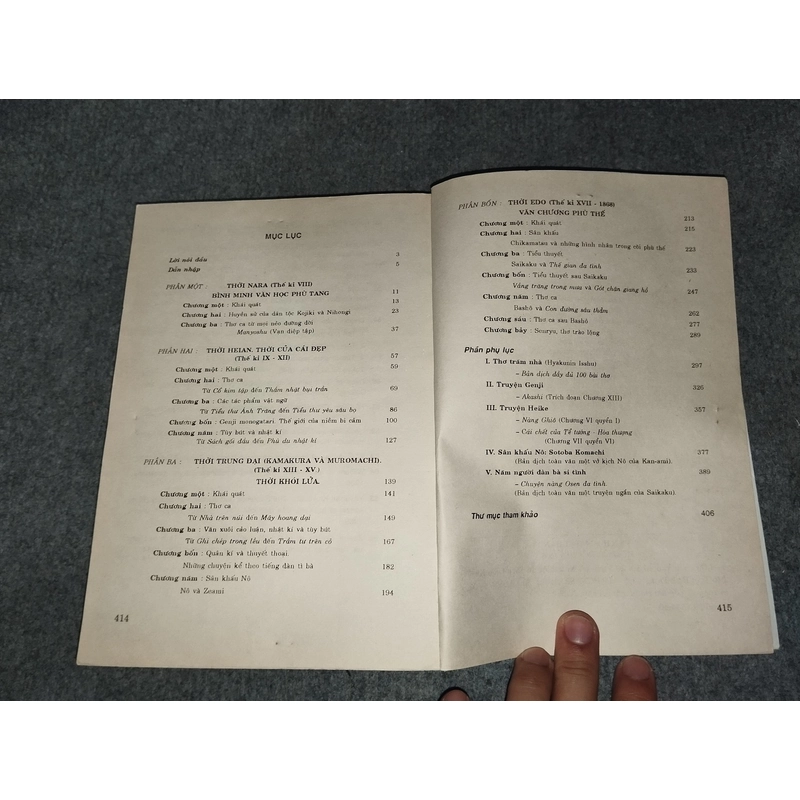 MỤC LỤC
Lời nói đầu 3
Dẫn nhập 5
PHẦN MỘT : THỜI NARA (Thế kỉ VIII)
BÌNH MINH VĂN HỌC PHÙ TANG 11
Chương một : Khái quát 13
Chương hai : Huyền sử của dân tộc Kojiki và Nihongi 23
Chương ba : Thơ ca từ mọi nẻo đường đời
Manyoshu (Vạn diệp tập) 37
PHẦN HAI : THỜI HEIAN. THỜI CỦA CÁI ĐẸP
(Thế kỉ IX - XII) 57
Chương một : Khái quát 59
Chương hai : Thơ ca
Từ Cổ kim tập đến Thấm nhật bụi trần 69
Chương ba : Các tác phẩm vật ngữ
Từ Tiểu thư Ánh Trăng đến Tiểu thư yêu sâu bọ 86
Chương bốn : Genji monogatari. Thế giới của niềm bi cảm 100
Chương năm : Tùy bút và nhật kí
Từ Sách gối đầu đến Phù du nhật kí 127
PHẦN BA : THỜI TRUNG ĐẠI (KAMAKURA VÀ MUROMACHI).
(Thế kỉ XIII - XV.)
THỜI KHÓI LỬA. 139
Chương một : Khái quát 141
Chương hai : Thơ ca
Từ Nhà trên núi đến Mây hoang dại 149
Chương ba : Văn xuôi cảo luận, nhật kí và tùy bút.
Từ Ghi chép trong lều đến Trầm tư trên cỏ 167
Chương bốn : Quân kí và thuyết thoại.
Những chuyện kể theo tiếng đàn tì bà 182
Chương năm : Sân khấu Nô
Nô và Zeami 194
414
PHẦN BỐN : THỜI EDO (Thế kỉ XVII - 1868)
VĂN CHƯƠNG PHÙ THẾ
Chương một : Khái quát 213
Chương hai : Sân khấu 215
Chikamatsu và những hình nhân trong cõi phù thế 223
Chương ba : Tiểu thuyết
Saikaku và Thế gian đa tình
Chương bốn : Tiểu thuyết sau Saikaku 233
Vầng trăng trong mưa và Gót chân giang hồ
Chương năm : Thơ ca 247
Bashô và Con đường sâu thẳm
Chương sáu : Thơ ca sau Bashô 262
277
Chương bảy : Senryu, thơ trào lộng 289
Phần phụ lục
I. Thơ trăm nhà (Hyakunin Isshu) 297
– Bản dịch đầy đủ 100 bài thơ
II. Truyện Genji 326
– Akashi (Trích đoạn Chương XIII)
III. Truyện Heike 357
– Nàng Ghiô (Chương VI quyển I)
– Cái chết của Tể tướng - Hòa thượng
(Chương VII quyển VI)
IV. Sân khấu Nô: Sotoba Komachi 377
(Bản dịch toàn văn một vở kịch Nô của Kan-ami).
V. Năm người đàn bà si tình 389
– Chuyện nàng Osen đa tình
(Bản dịch toàn văn một truyện ngắn của Saikaku).
Thư mục tham khảo 406
415